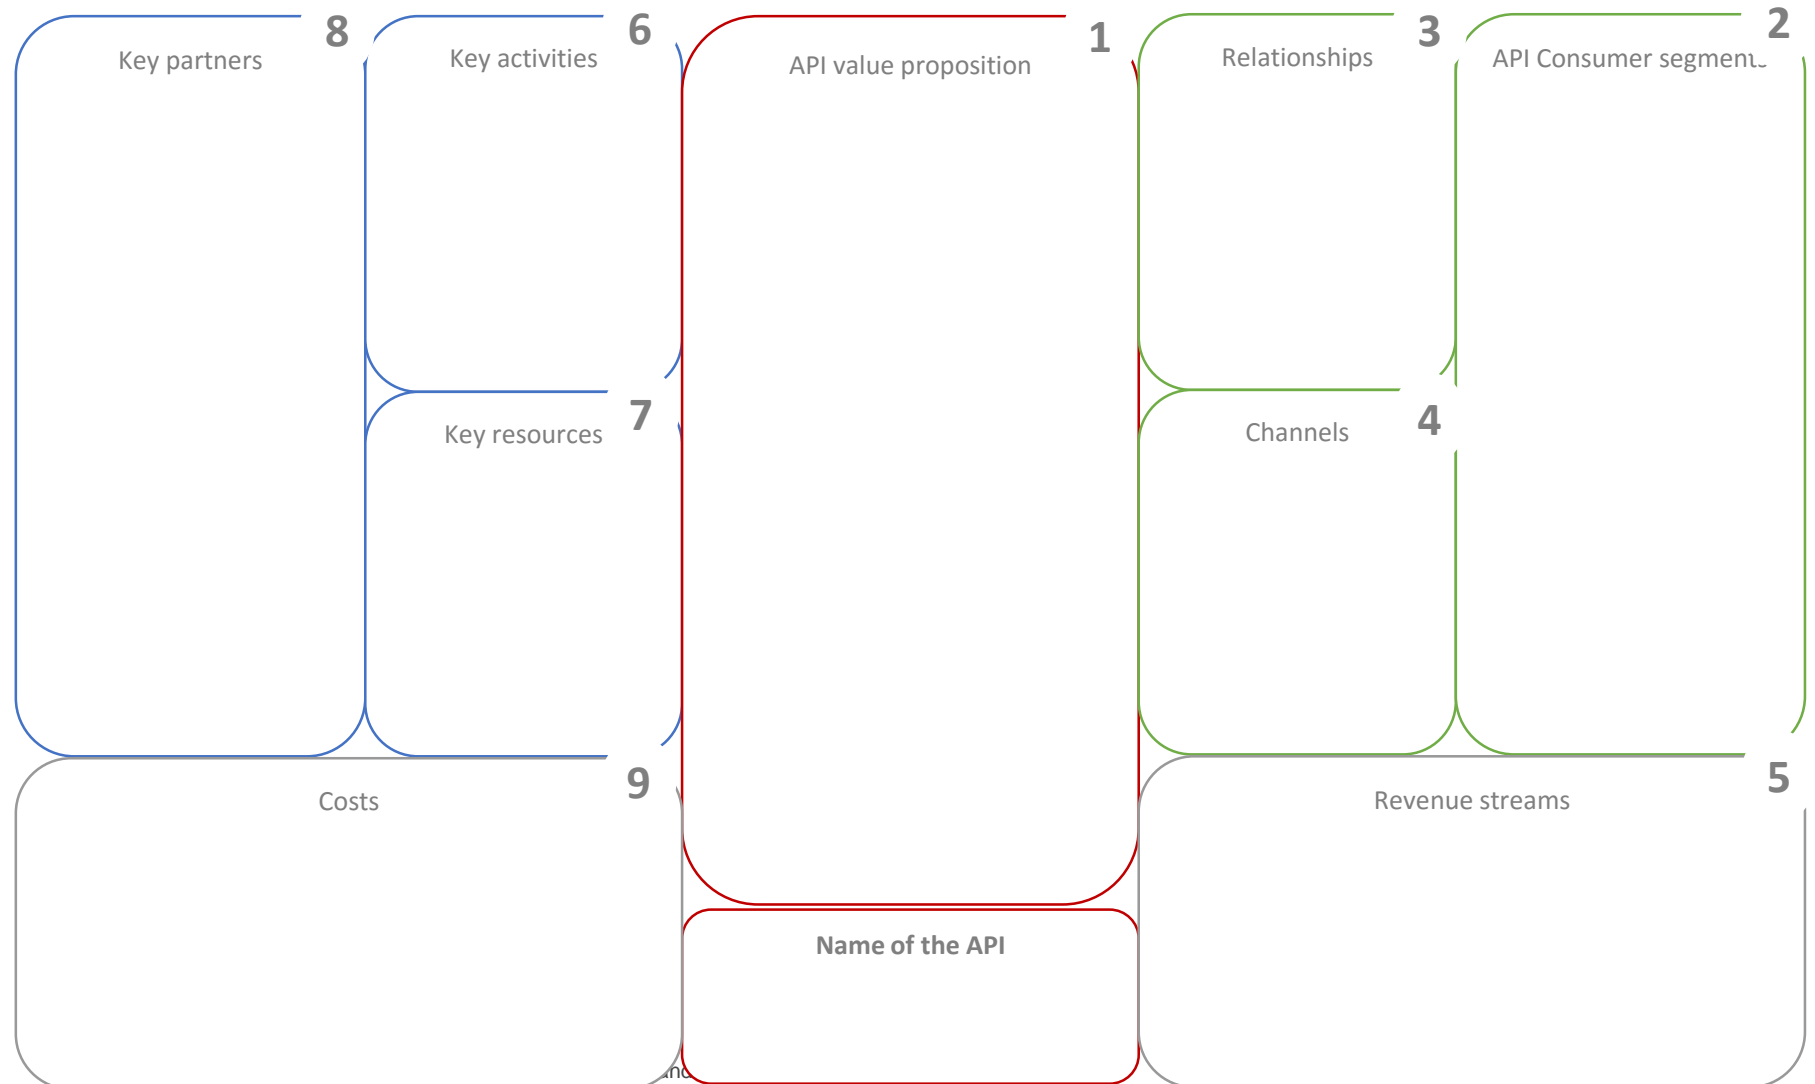 Key partners
8
Key activities
6
API value proposition
1
Relationships
3
API Consumer segments
2
Key resources
7
Channels
4
Costs
9
Revenue streams
5
Name of the API